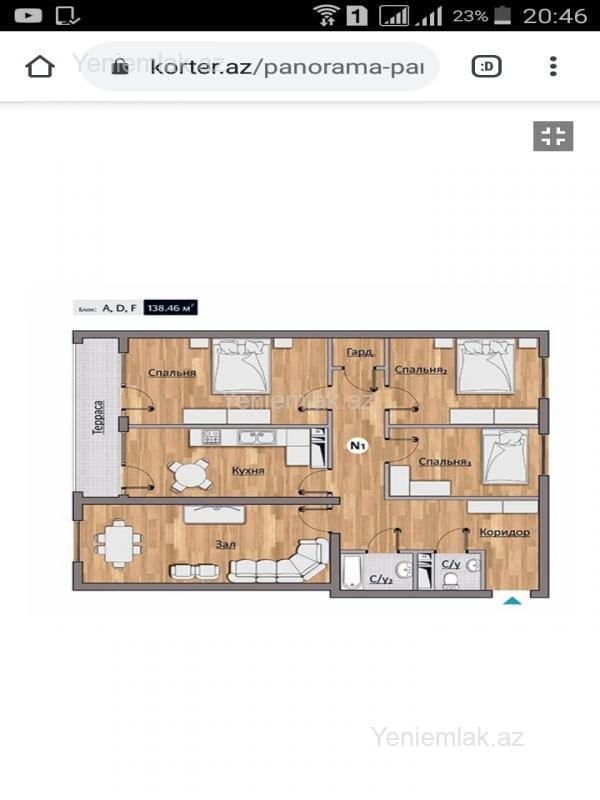 1 23% 20:46
Yeniemlak.az
korter.az/panorama-par
:D
Блок: A, D, F 138.46 м²
Гард.
Спальня
Спальня₂
Yeniemlak.az
Терраса
N1
Кухня
Спальня₃
Коридор
Зал
С/у
С/у₂
Yeniemlak.az